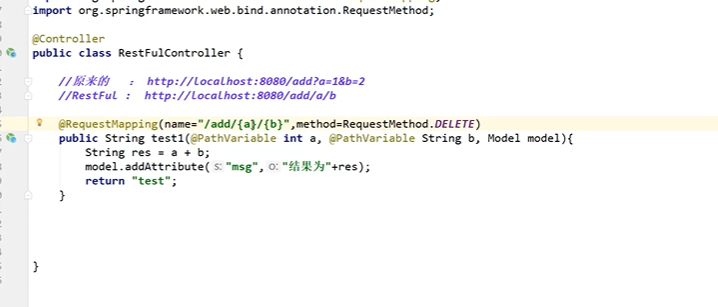 import org.springframework.web.bind.annotation.RequestMethod;
@Controller
public class RestFulController {
//原来的 : http://localhost:8080/add?a=1&b=2
//RestFul : http://localhost:8080/add/a/b
@RequestMapping(name="/add/{a}/{b}",method=RequestMethod.DELETE)
public String test1(@PathVariable int a, @PathVariable String b, Model model){
String res = a + b;
model.addAttribute( s: "msg", o: "结果为"+res);
return "test";
}
}